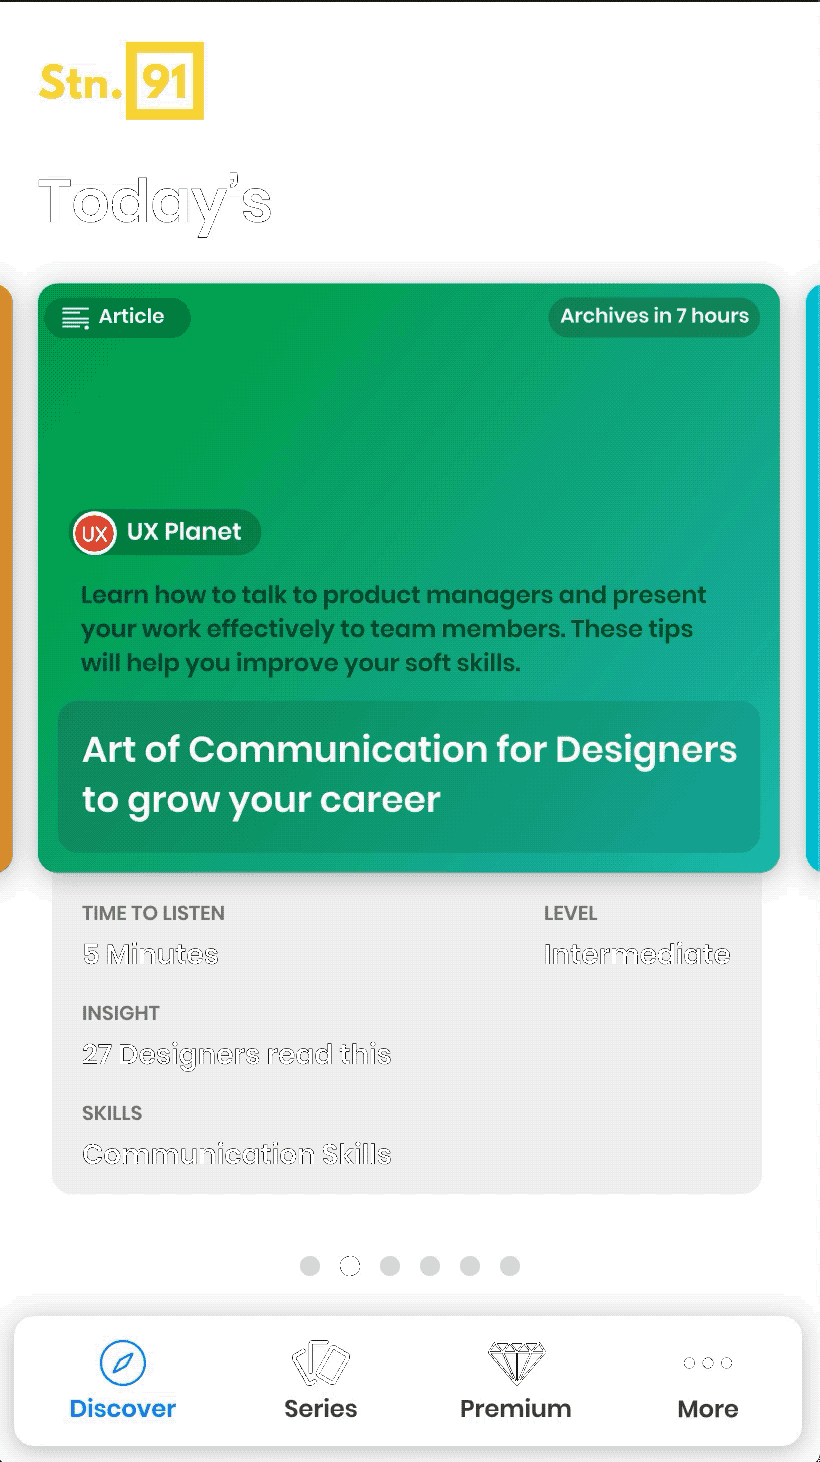 Stn. 91
Today's
Article
Archives in 7 hours
UX UX Planet
Learn how to talk to product managers and present
your work effectively to team members. These tips
will help you improve your soft skills.
Art of Communication for Designers
to grow your career
TIME TO LISTEN
LEVEL
5 Minutes
Intermediate
INSIGHT
27 Designers read this
SKILLS
Communication Skills
Discover
Series
Premium
More